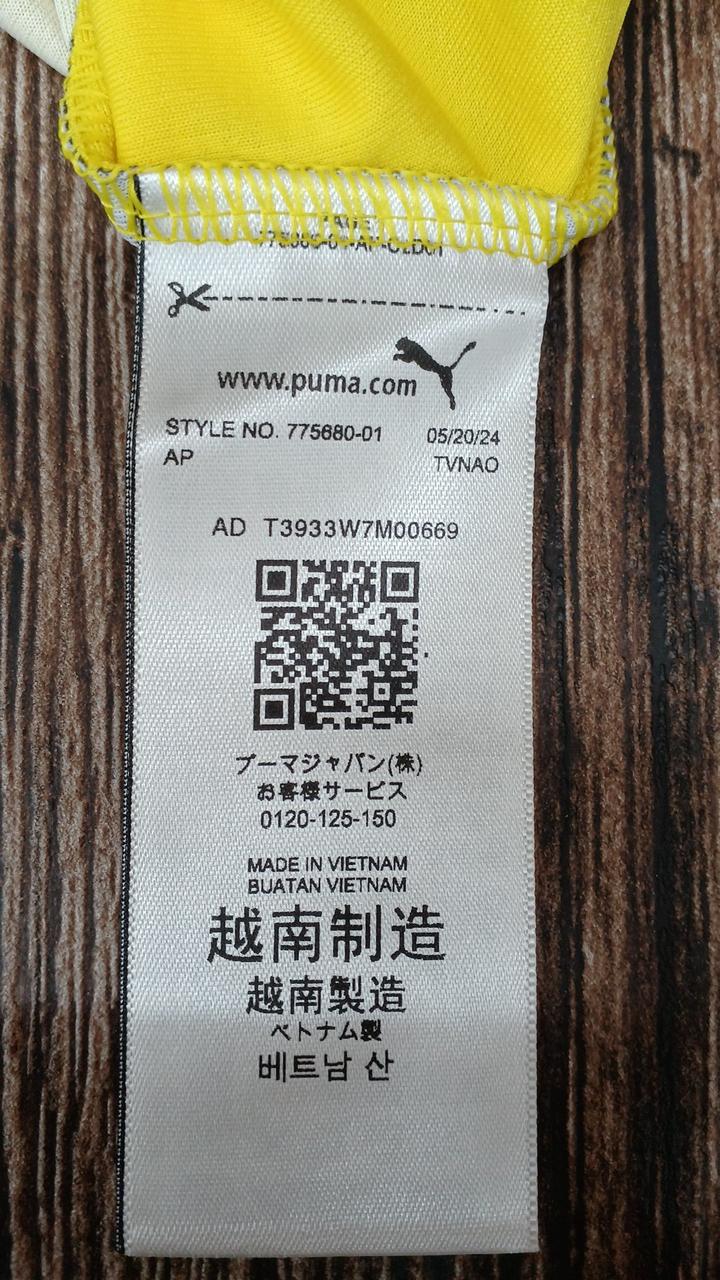 www.puma.com
STYLE NO. 775680-01 05/20/24
AP TVNAO
AD T3933W7M00669
プーマジャパン(株)
お客様サービス
0120-125-150
MADE IN VIETNAM
BUATAN VIETNAM
越南制造
越南製造
ベトナム製
베트남 산